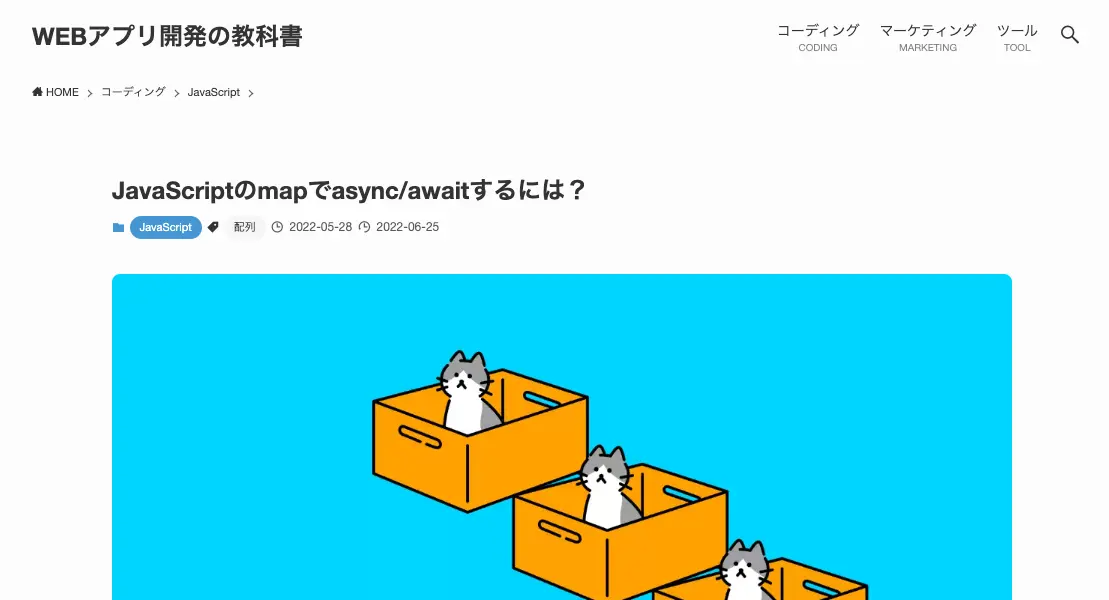 WEBアプリ開発の教科書
コーディング マーケティング ツール
CODING MARKETING TOOL
HOME コーディング JavaScript
JavaScriptのmapでasync/awaitするには？
JavaScript 配列 2022-05-28 2022-06-25